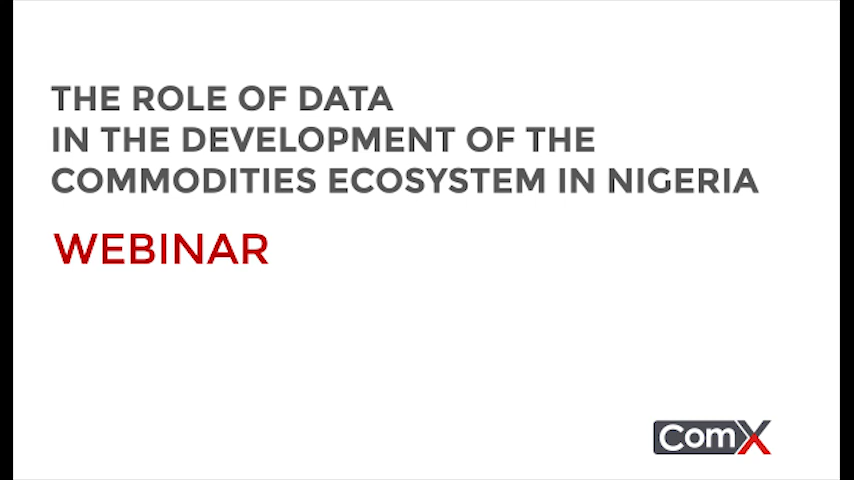 THE ROLE OF DATA
IN THE DEVELOPMENT OF THE
COMMODITIES ECOSYSTEM IN NIGERIA
WEBINAR
ComX